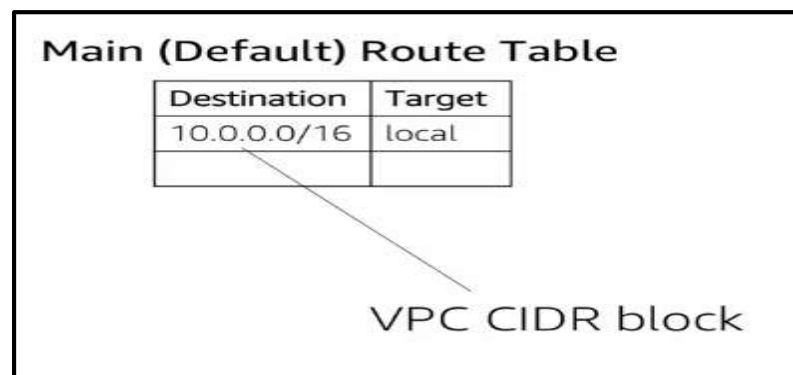 Main (Default) Route Table
Destination Target
10.0.0.0/16 local
VPC CIDR block